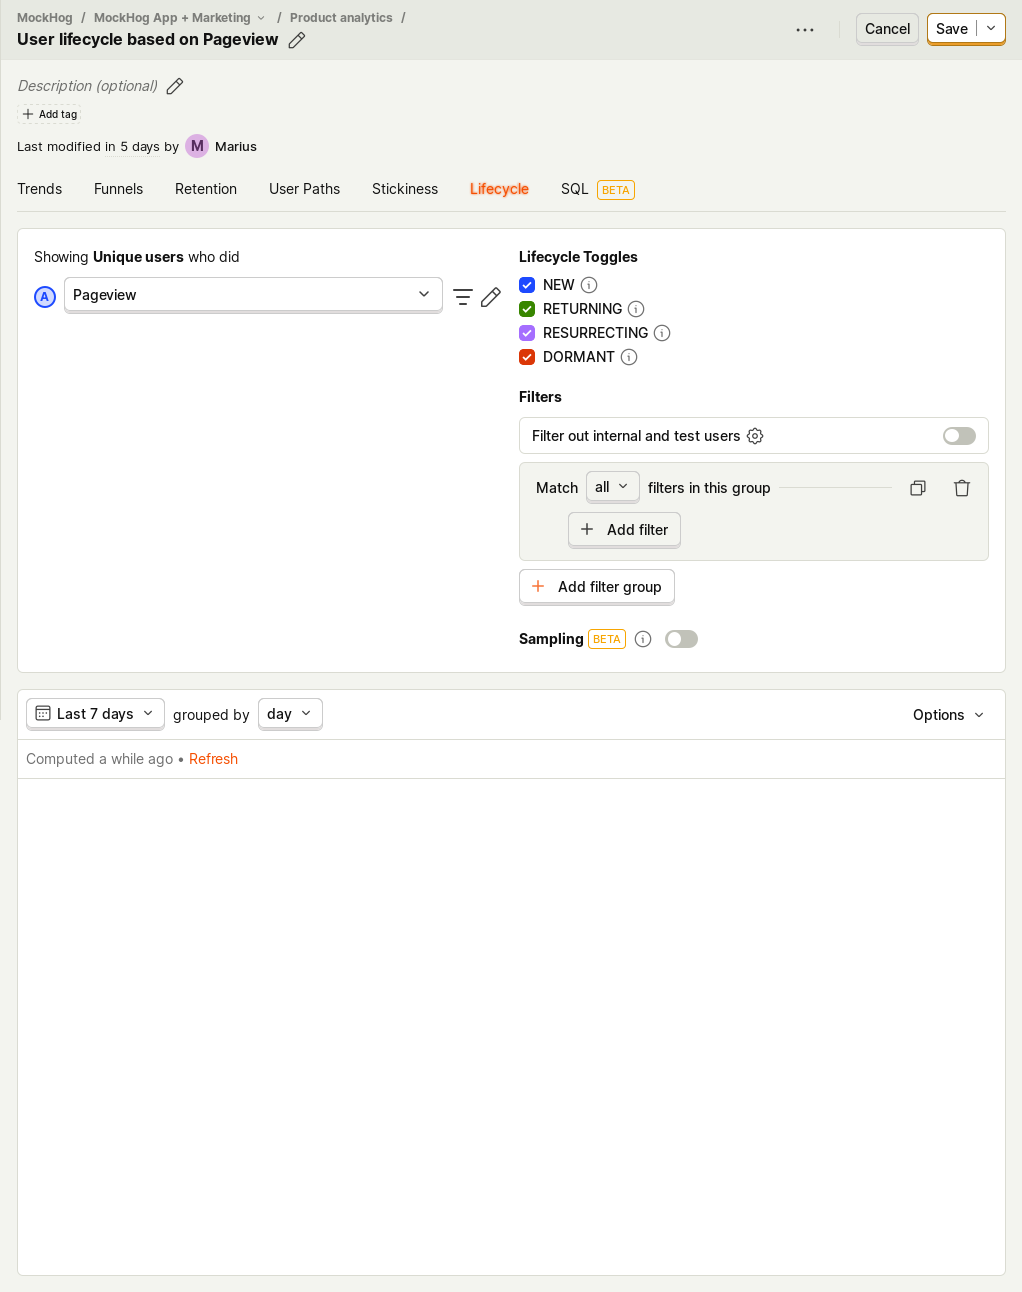 MockHog / MockHog App + Marketing / Product analytics /
User lifecycle based on Pageview
Cancel
Save
Description (optional)
Add tag
Last modified in 5 days by M Marius
Trends Funnels Retention User Paths Stickiness Lifecycle SQL BETA
Showing Unique users who did
A Pageview
Lifecycle Toggles
NEW
RETURNING
RESURRECTING
DORMANT
Filters
Filter out internal and test users
Match all filters in this group
Add filter
Add filter group
Sampling BETA
Last 7 days grouped by day
Options
Computed a while ago • Refresh